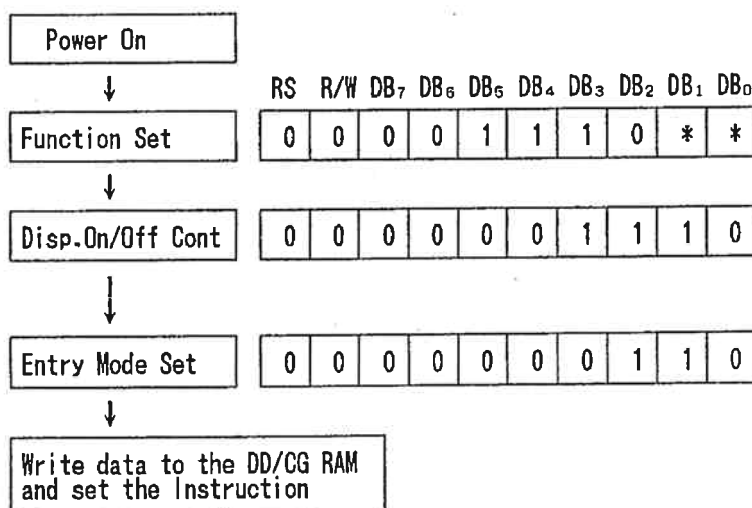 Power On
RS R/W DB₇ DB₆ DB₅ DB₄ DB₃ DB₂ DB₁ DB₀
Function Set 0 0 0 0 1 1 1 0 * *
Disp.On/Off Cont 0 0 0 0 0 0 1 1 1 0
Entry Mode Set 0 0 0 0 0 0 0 1 1 0
Write data to the DD/CG RAM
and set the Instruction